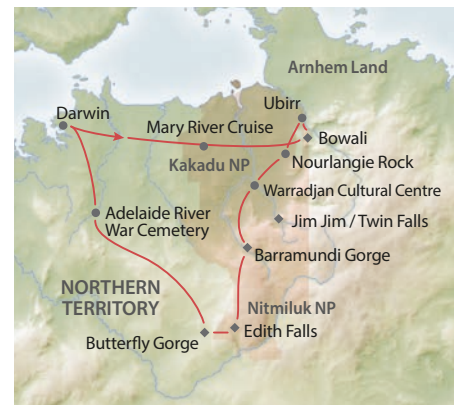 Arnhem Land
Ubirr
Darwin
Mary River Cruise
Bowali
Kakadu NP
Nourlangie Rock
Warradjan Cultural Centre
Adelaide River
War Cemetery
Jim Jim / Twin Falls
Barramundi Gorge
NORTHERN
TERRITORY
Nitmiluk NP
Edith Falls
Butterfly Gorge